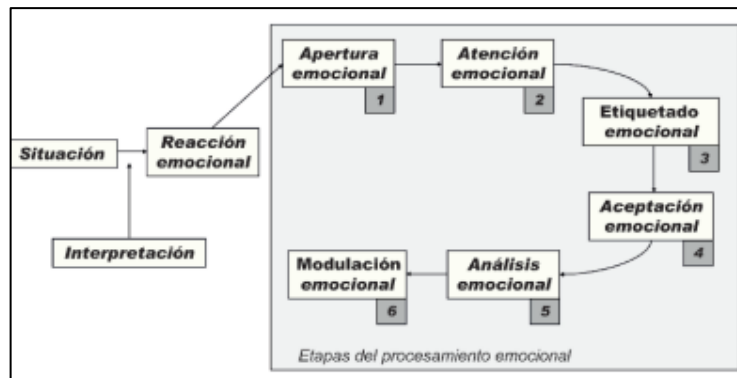 Apertura
emocional
1
Atención
emocional
2
Etiquetado
emocional
3
Situación
Reacción
emocional
Aceptación
emocional
4
Interpretación
Modulación
emocional
6
Análisis
emocional
5
Etapas del procesamiento emocional